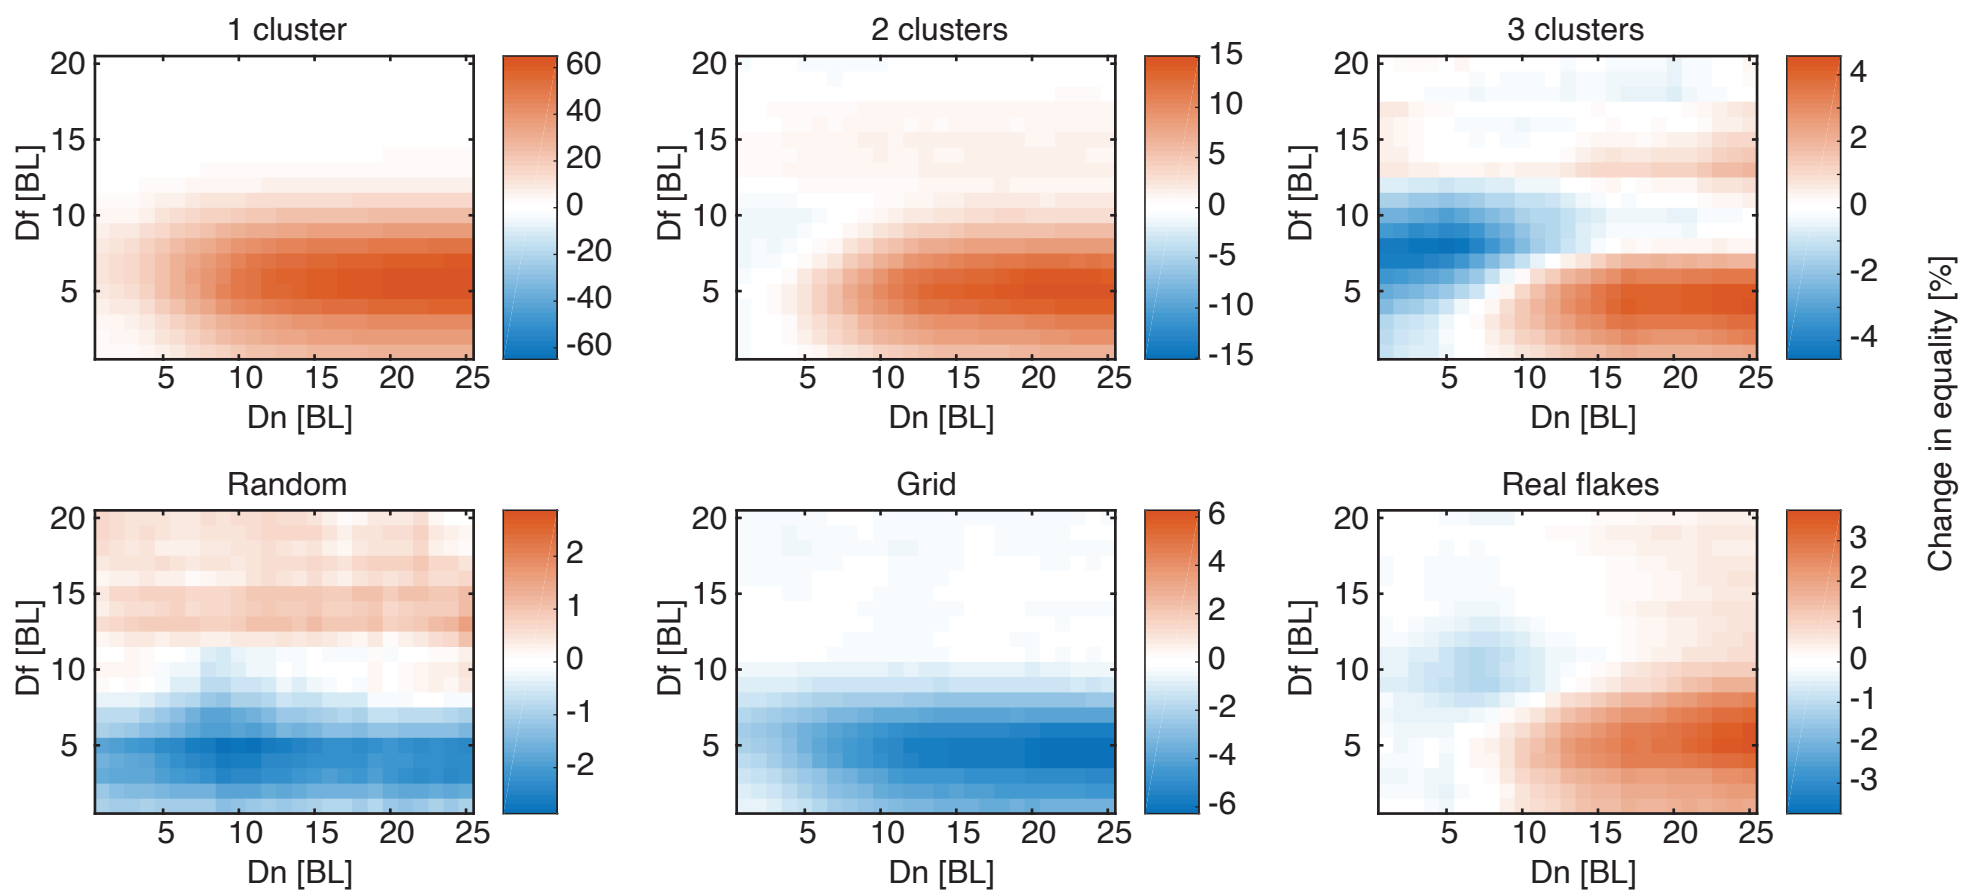 1 cluster
20
15
10
5
Df [BL]
5 10 15 20 25
Dn [BL]
60
40
20
0
-20
-40
-60
2 clusters
20
15
10
5
Df [BL]
5 10 15 20 25
Dn [BL]
15
10
5
0
-5
-10
-15
3 clusters
20
15
10
5
Df [BL]
5 10 15 20 25
Dn [BL]
4
2
0
-2
-4
Random
20
15
10
5
Df [BL]
5 10 15 20 25
Dn [BL]
2
1
0
-1
-2
Grid
20
15
10
5
Df [BL]
5 10 15 20 25
Dn [BL]
6
4
2
0
-2
-4
-6
Real flakes
20
15
10
5
Df [BL]
5 10 15 20 25
Dn [BL]
3
2
1
0
-1
-2
-3
Change in equality [%]